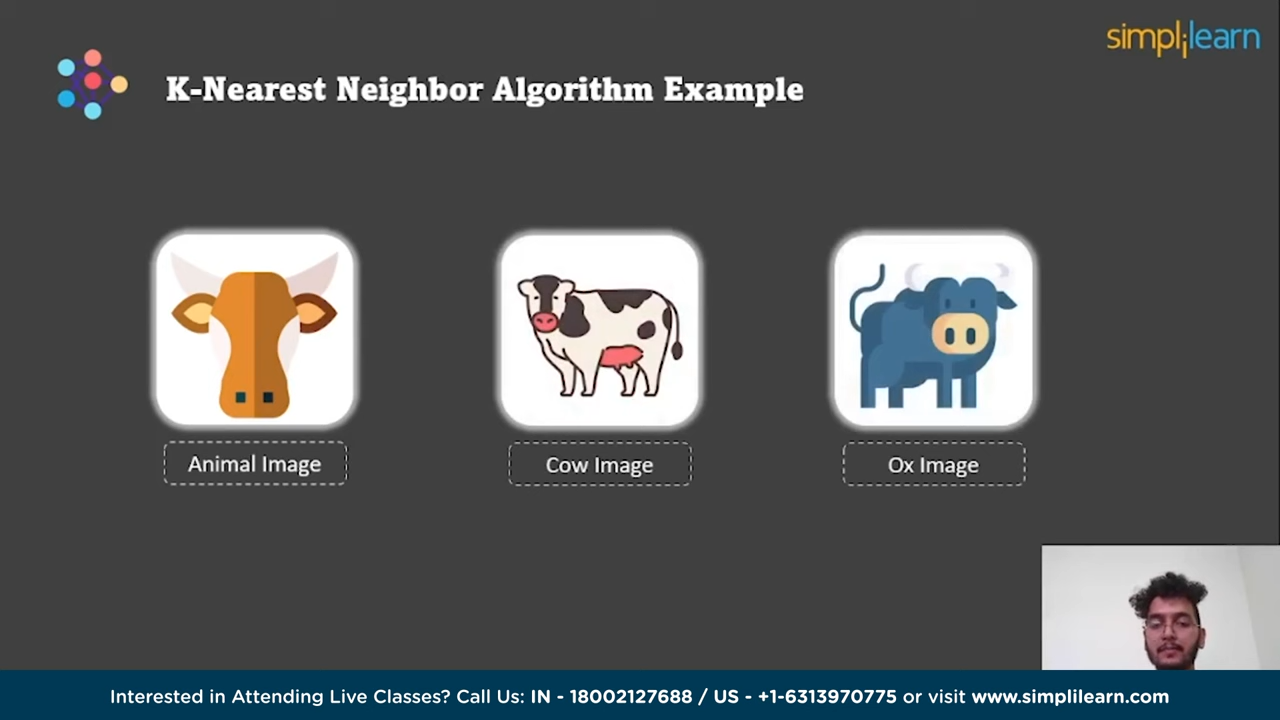 simplilearn
K-Nearest Neighbor Algorithm Example
Animal Image
Cow Image
Ox Image
Interested in Attending Live Classes? Call Us: IN - 18002127688 / US - +1-6313970775 or visit www.simplilearn.com